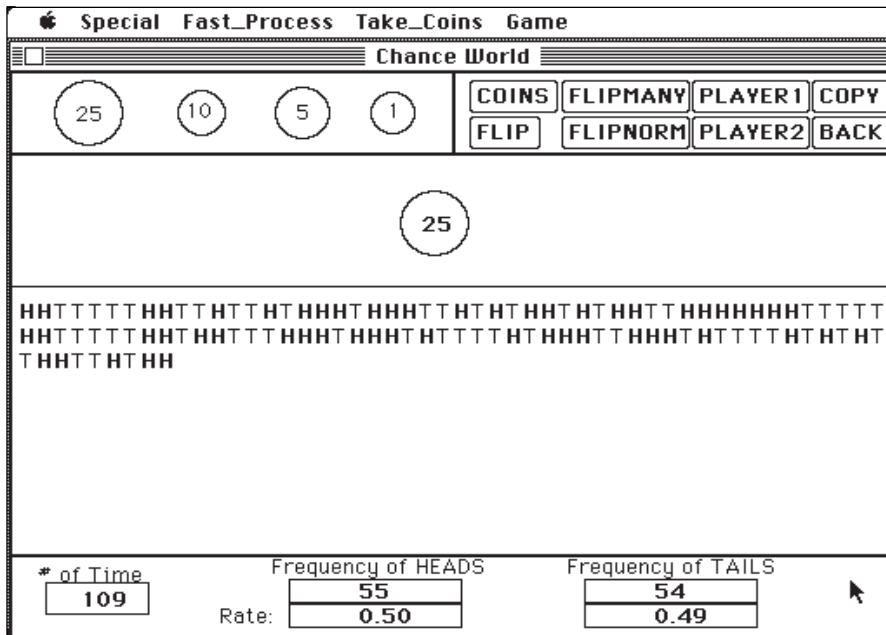 Special Fast_Process Take_Coins Game
Chance World
25 10 5 1 COINS FLIPMANY PLAYER1 COPY
FLIP FLIPNORM PLAYER2 BACK
25
HHTTTTTHHTTHTTHTHHHTHHHTTHTHTHHTHTHHTTHHHHHHHTTTTT
HHTTTTTHHTHHTTTHHHTHHHTHTTTTHTHHHTTHHHTHTTTTHTHTHT
THHTTHTHH
# of Time Frequency of HEADS Frequency of TAILS
109 55 54
Rate: 0.50 0.49